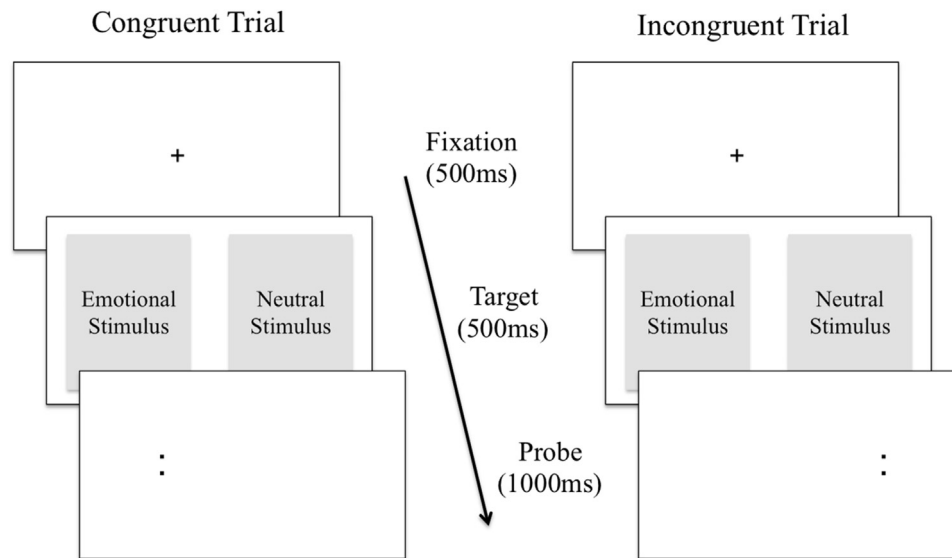 Congruent Trial
Incongruent Trial
+
Fixation
(500ms)
+
Emotional
Stimulus
Neutral
Stimulus
Target
(500ms)
Emotional
Stimulus
Neutral
Stimulus
:
Probe
(1000ms)
: